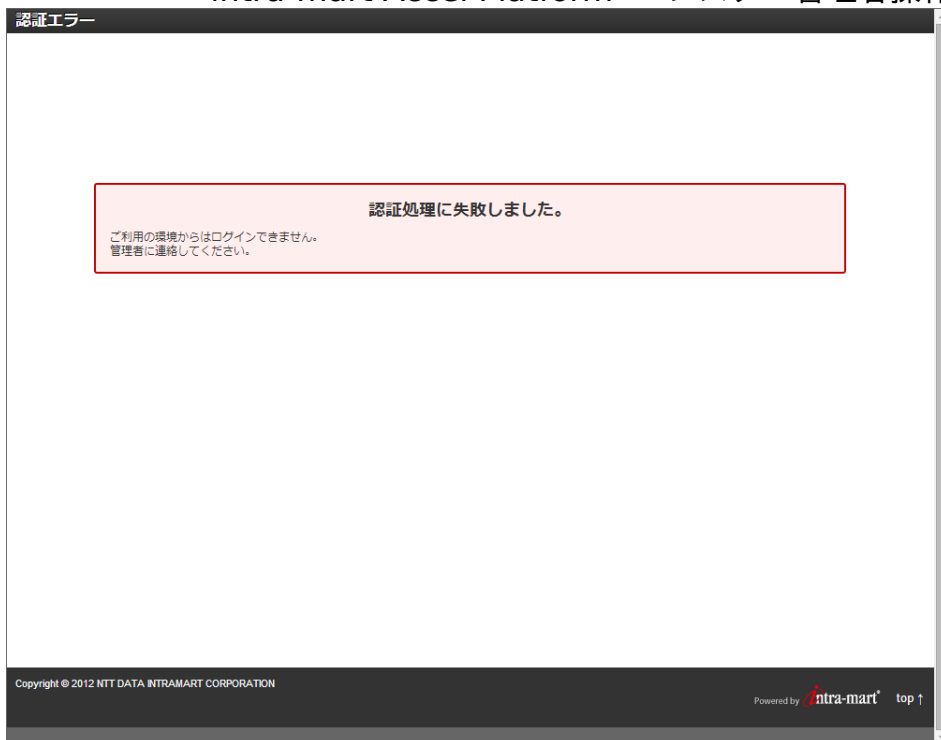 認証エラー
認証処理に失敗しました。
ご利用の環境からはログインできません。
管理者に連絡してください。
Copyright © 2012 NTT DATA INTRAMART CORPORATION
Powered by intra-mart® top ↑